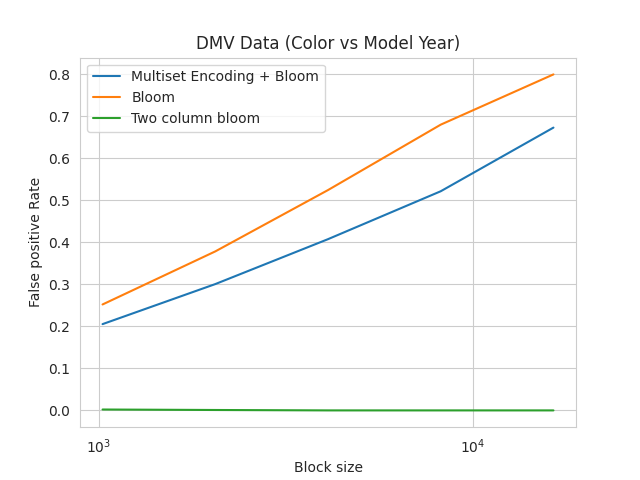 DMV Data (Color vs Model Year)
Multiset Encoding + Bloom
Bloom
Two column bloom
False positive Rate
0.8
0.7
0.6
0.5
0.4
0.3
0.2
0.1
0.0
10³
10⁴
Block size